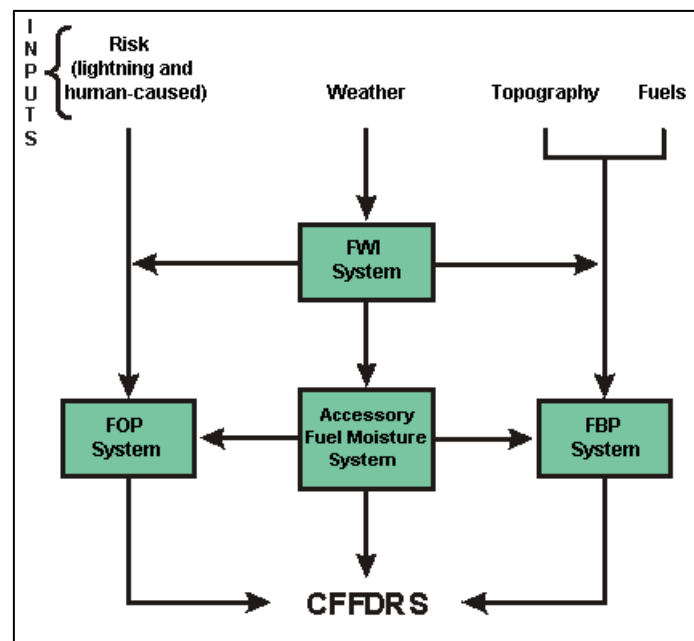 INPUTS
Risk
(lightning and
human-caused)
Weather
Topography
Fuels
FWI
System
FOP
System
Accessory
Fuel Moisture
System
FBP
System
CFFDRS